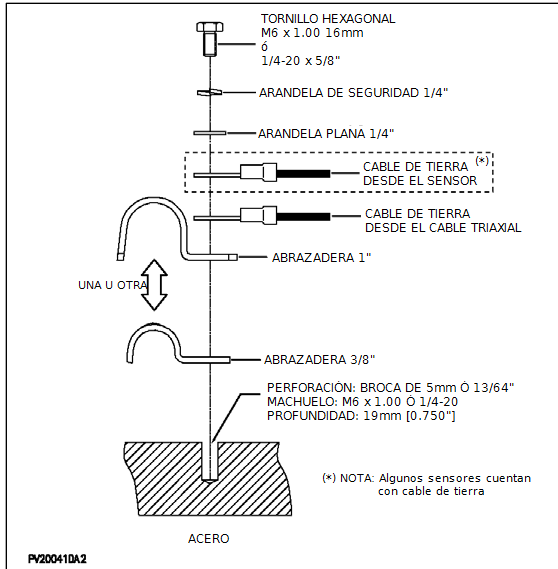 TORNILLO HEXAGONAL
M6 x 1.00 16mm
ó
1/4-20 x 5/8"
ARANDELA DE SEGURIDAD 1/4"
ARANDELA PLANA 1/4"
CABLE DE TIERRA (*)
DESDE EL SENSOR
CABLE DE TIERRA
DESDE EL CABLE TRIAXIAL
ABRAZADERA 1"
UNA U OTRA
ABRAZADERA 3/8"
PERFORACIÓN: BROCA DE 5mm Ó 13/64"
MACHUELO: M6 x 1.00 Ó 1/4-20
PROFUNDIDAD: 19mm [0.750"]
(*) NOTA: Algunos sensores cuentan
con cable de tierra
ACERO
PV200410A2